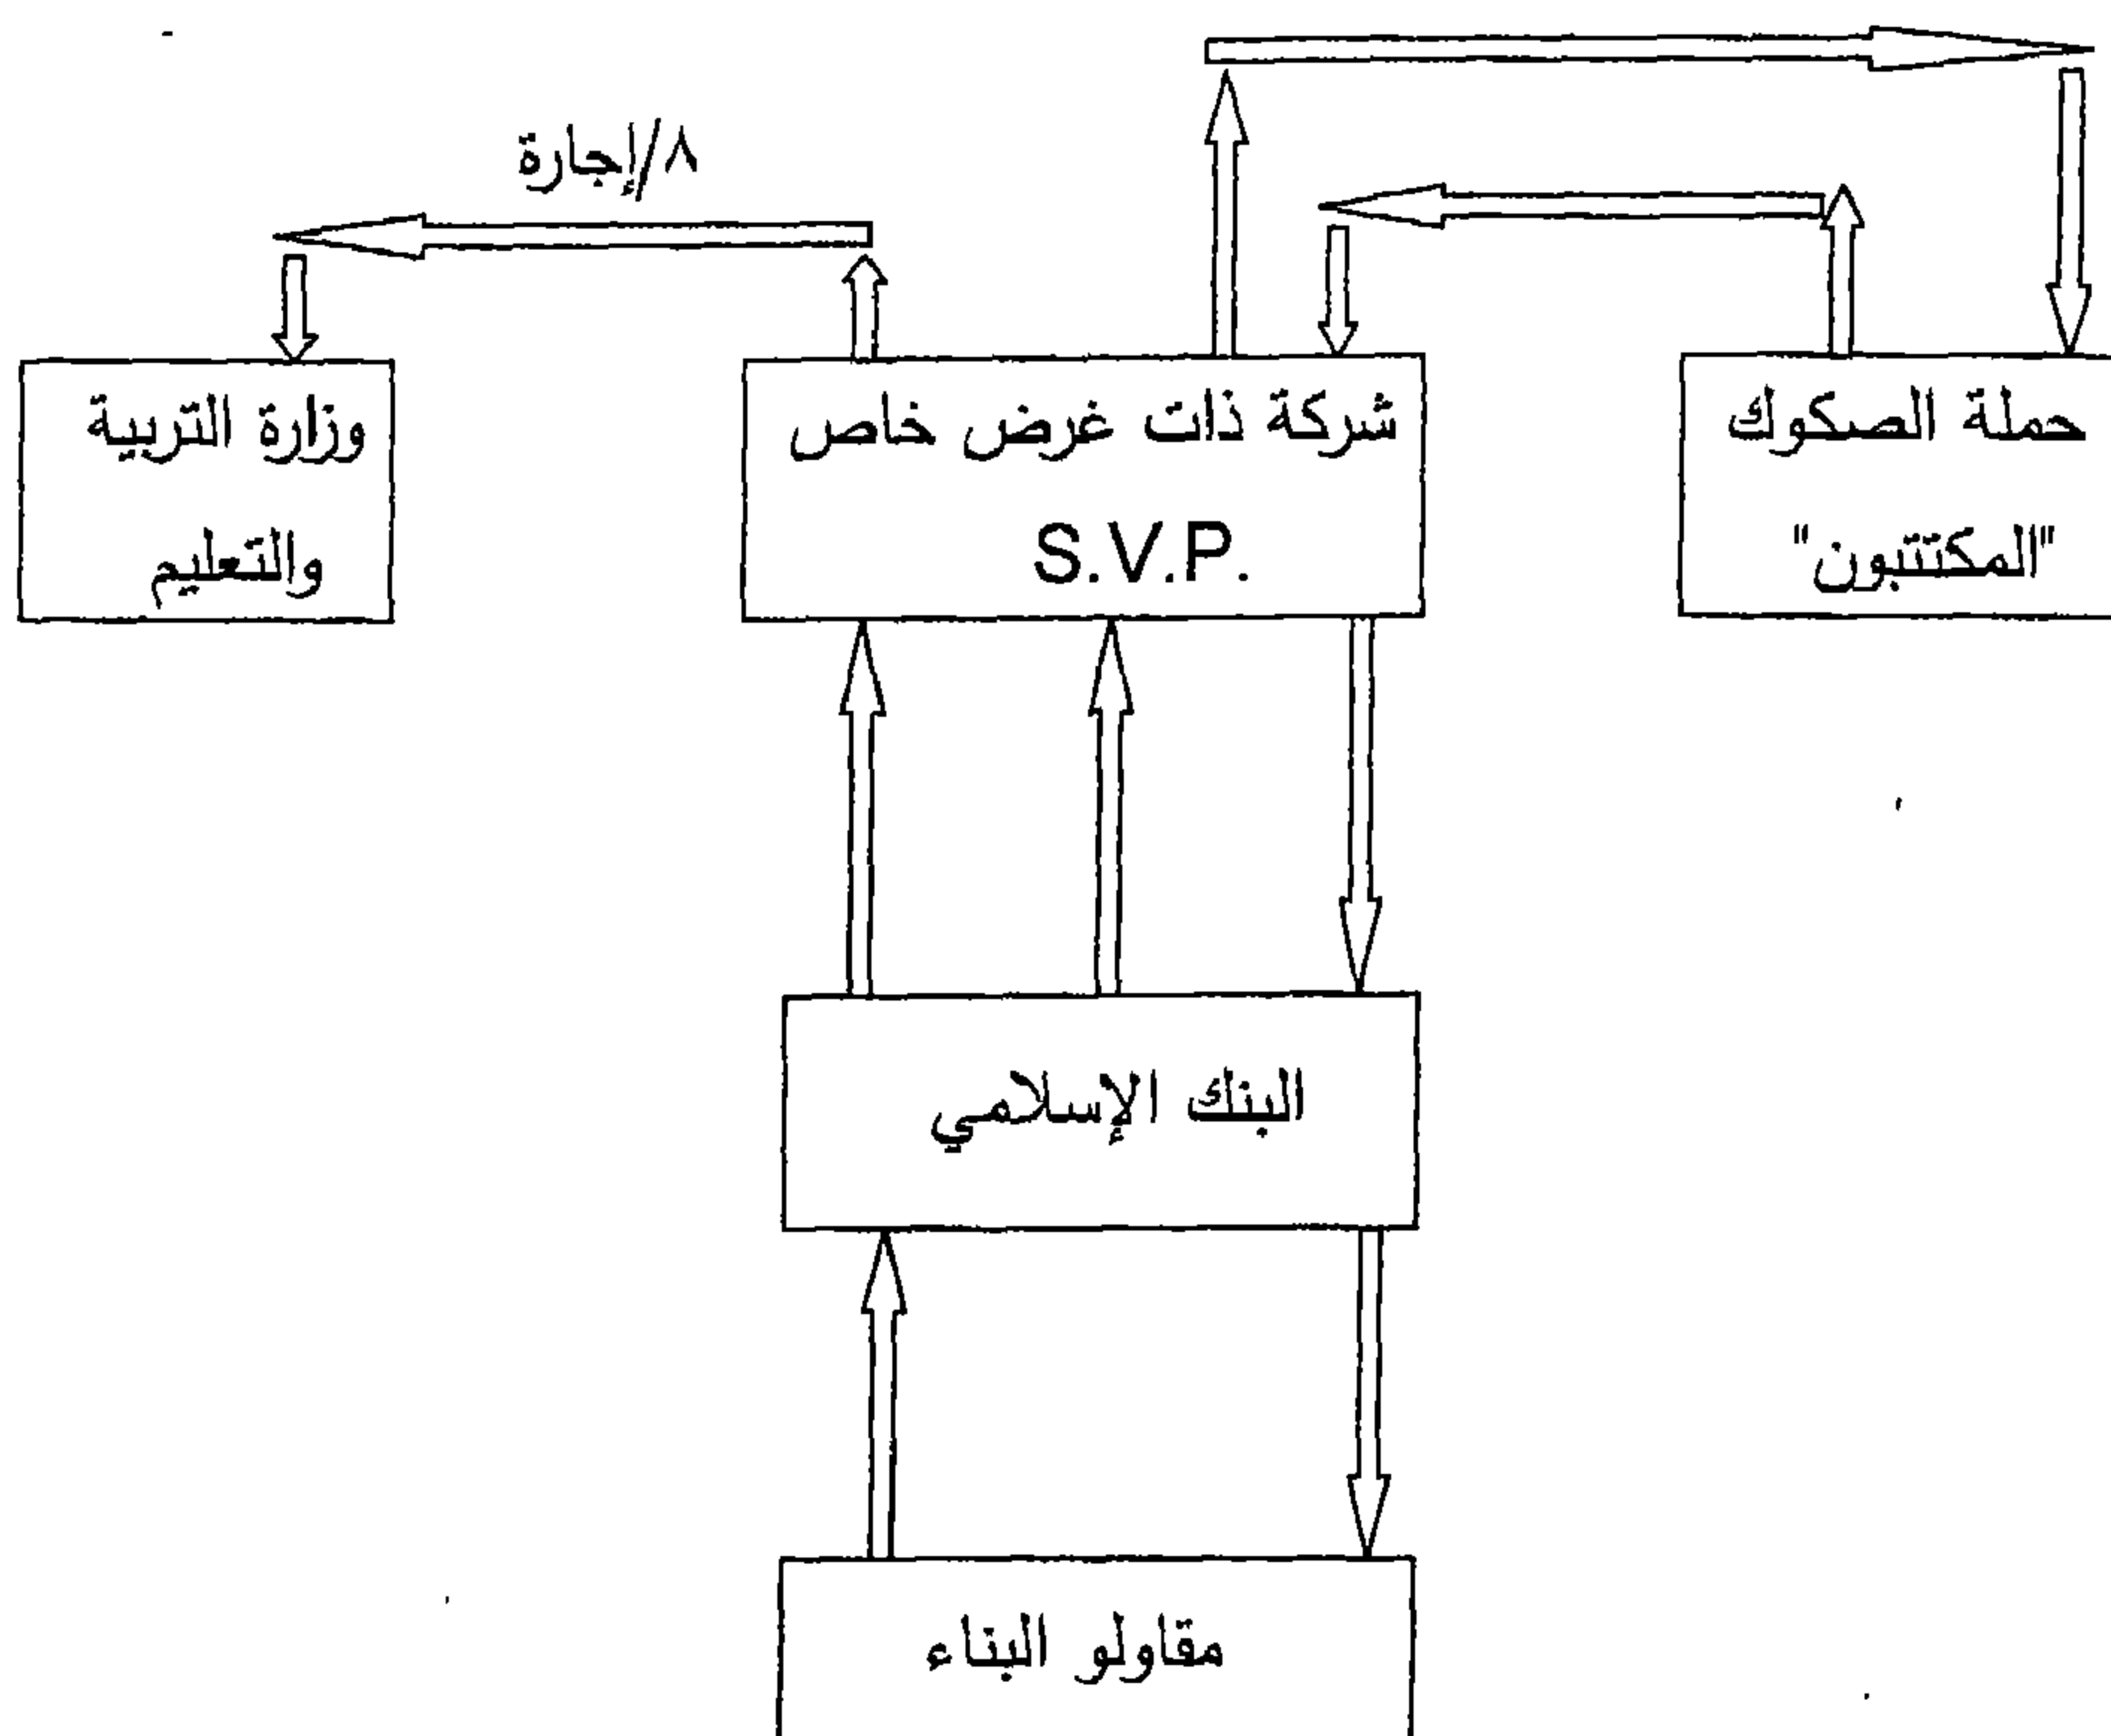 ٨/إجارة
حملة الصكوك
"المكتتبون"
شركة ذات غرض خاص
S.V.P.
وزارة التربية
والتعليم
البنك الإسلامي
مقاولو البناء